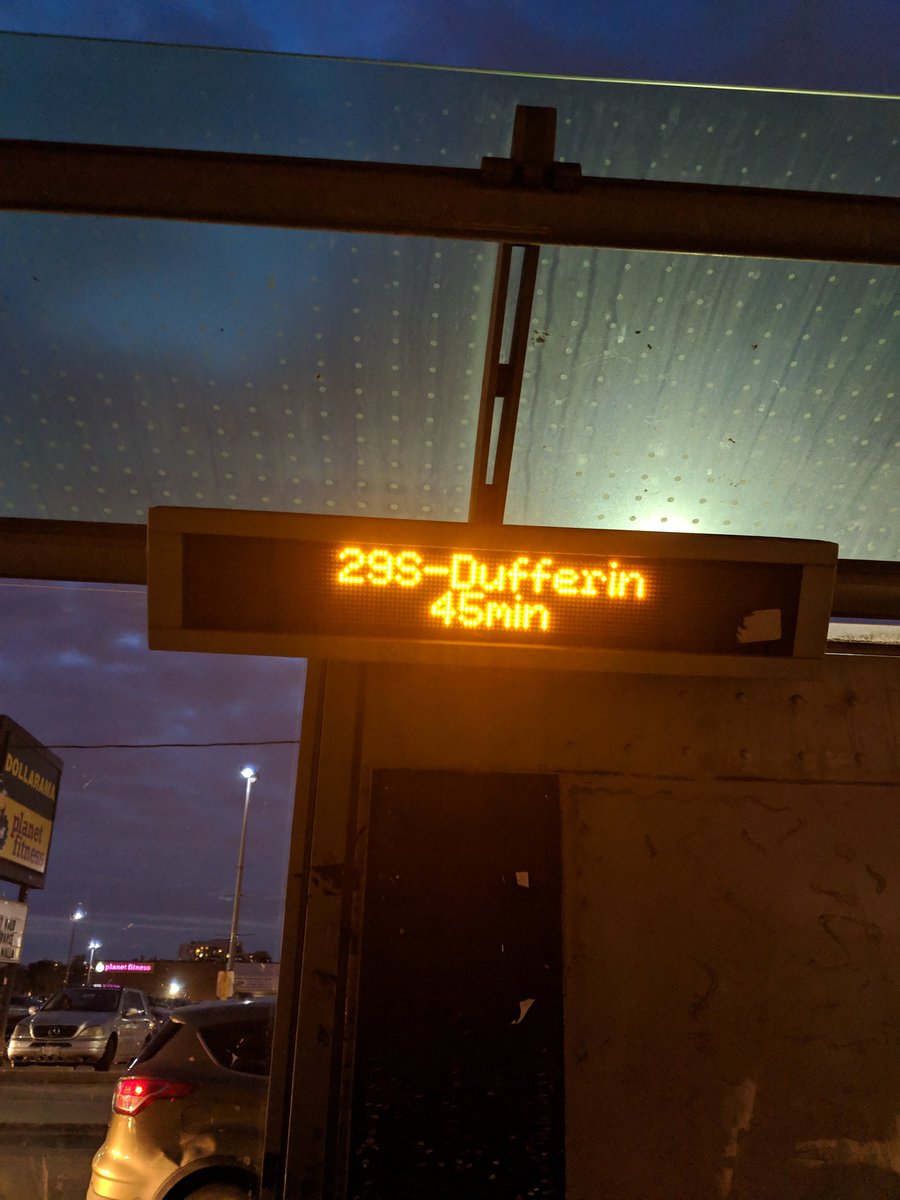 29S-Dufferin
45min
DOLLARAMA
planet
fitness
planet fitness